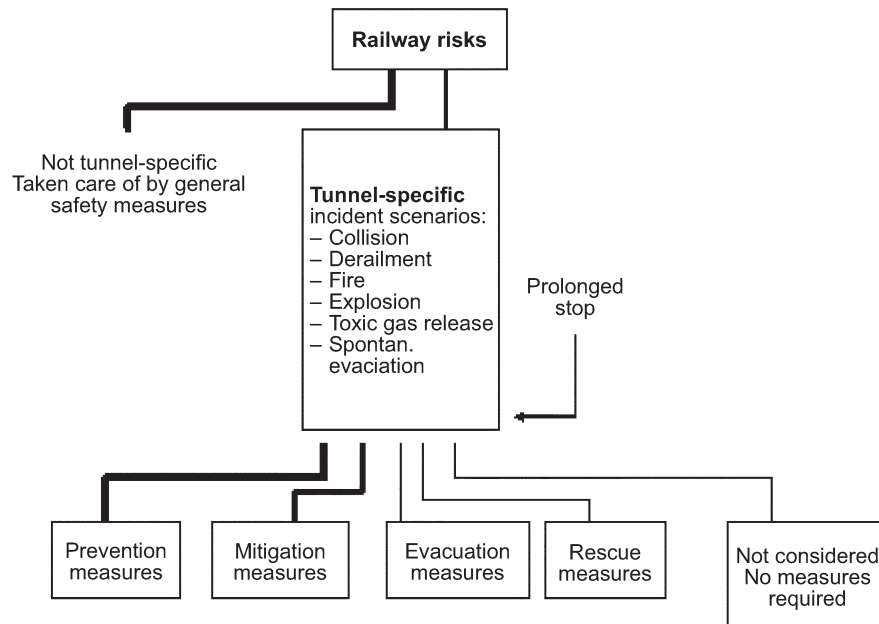 Railway risks
Not tunnel-specific
Taken care of by general
safety measures
Tunnel-specific
incident scenarios:
– Collision
– Derailment
– Fire
– Explosion
– Toxic gas release
– Spontan.
evaciation
Prolonged
stop
Prevention
measures
Mitigation
measures
Evacuation
measures
Rescue
measures
Not considered
No measures
required